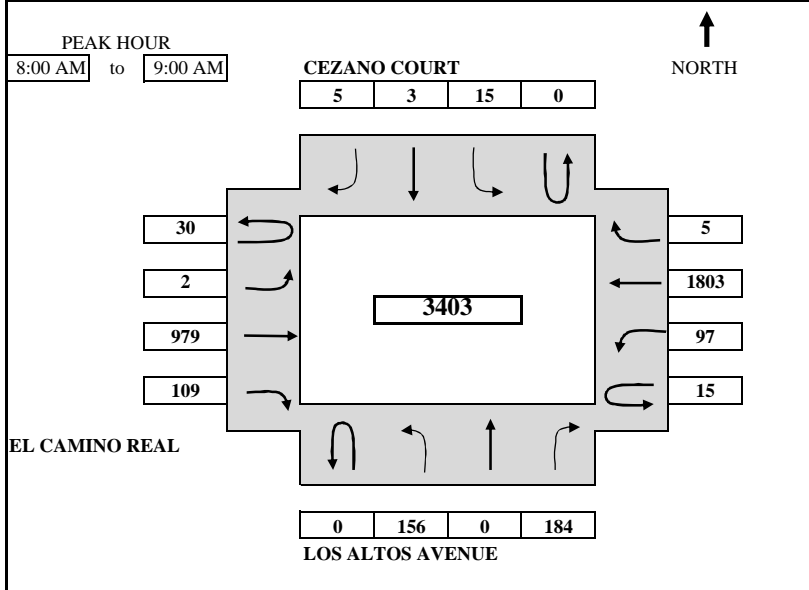 PEAK HOUR
8:00 AM to 9:00 AM
CEZANO COURT
NORTH
5 3 15 0
30 5
2 1803
3403
979 97
109 15
EL CAMINO REAL
0 156 0 184
LOS ALTOS AVENUE